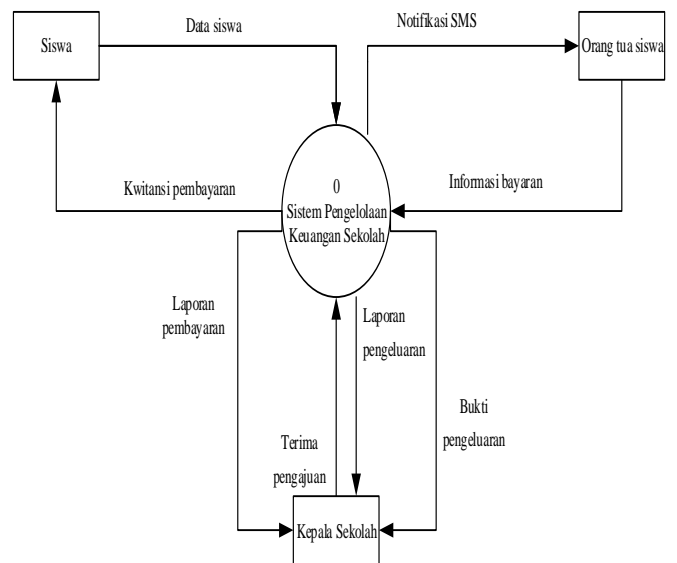 Data siswa
Notifikasi SMS
Siswa
Orang tua siswa
Kwitansi pembayaran
0
Sistem Pengelolaan
Keuangan Sekolah
Informasi bayaran
Laporan
pembayaran
Laporan
pengeluaran
Bukti
pengeluaran
Terima
pengajuan
Kepala Sekolah